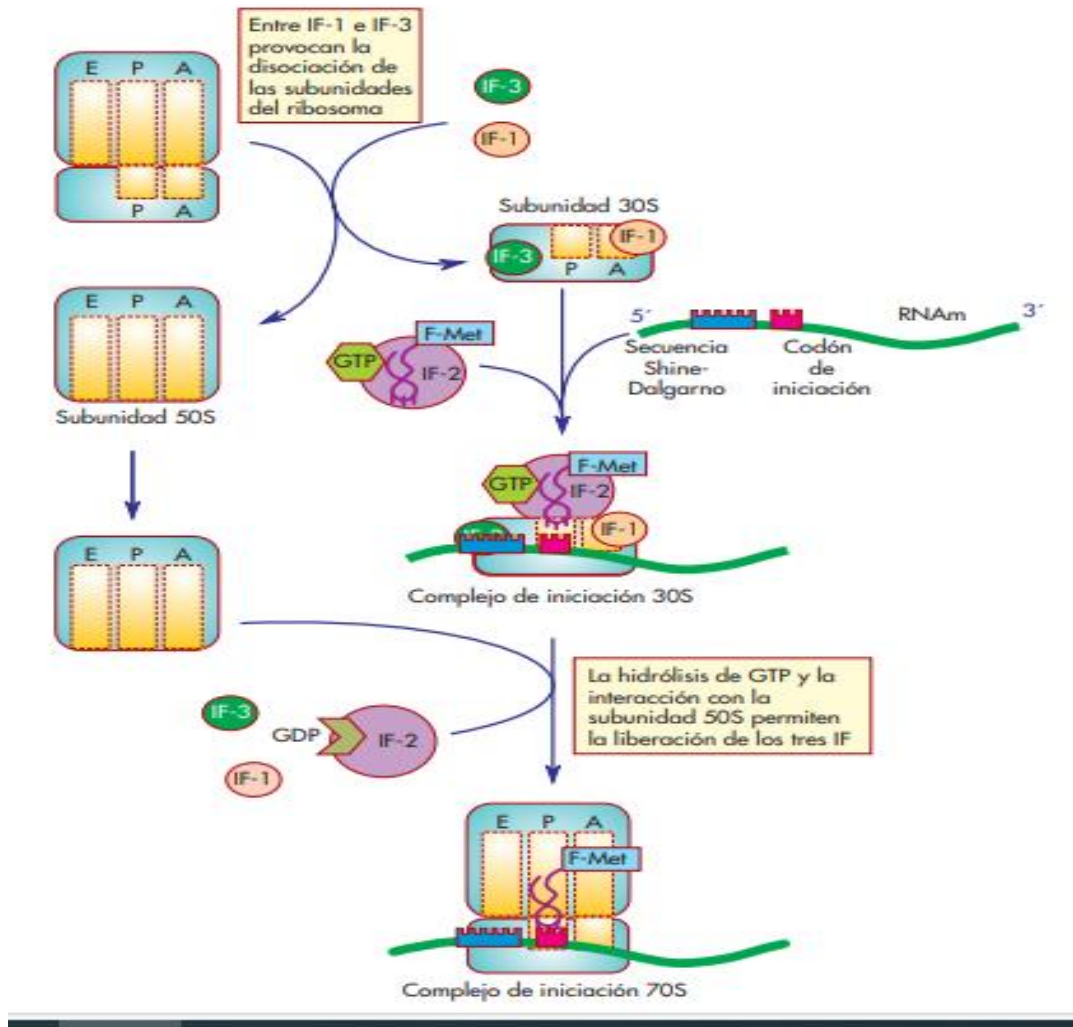 Entre IF-1 e IF-3
provocan la
disociación de
las subunidades
del ribosoma
E P A
P A
IF-3
IF-1
Subunidad 30S
IF-1
IF-3
P A
E P A
Subunidad 50S
F-Met
GTP
IF-2
5´
RNAm
3´
Secuencia
Shine-
Dalgarno
Codón
de
iniciación
F-Met
GTP
IF-2
IF-1
Complejo de iniciación 30S
E P A
La hidrólisis de GTP y la
interacción con la
subunidad 50S permiten
la liberación de los tres IF
IF-3
GDP
IF-2
IF-1
E P A
F-Met
Complejo de iniciación 70S